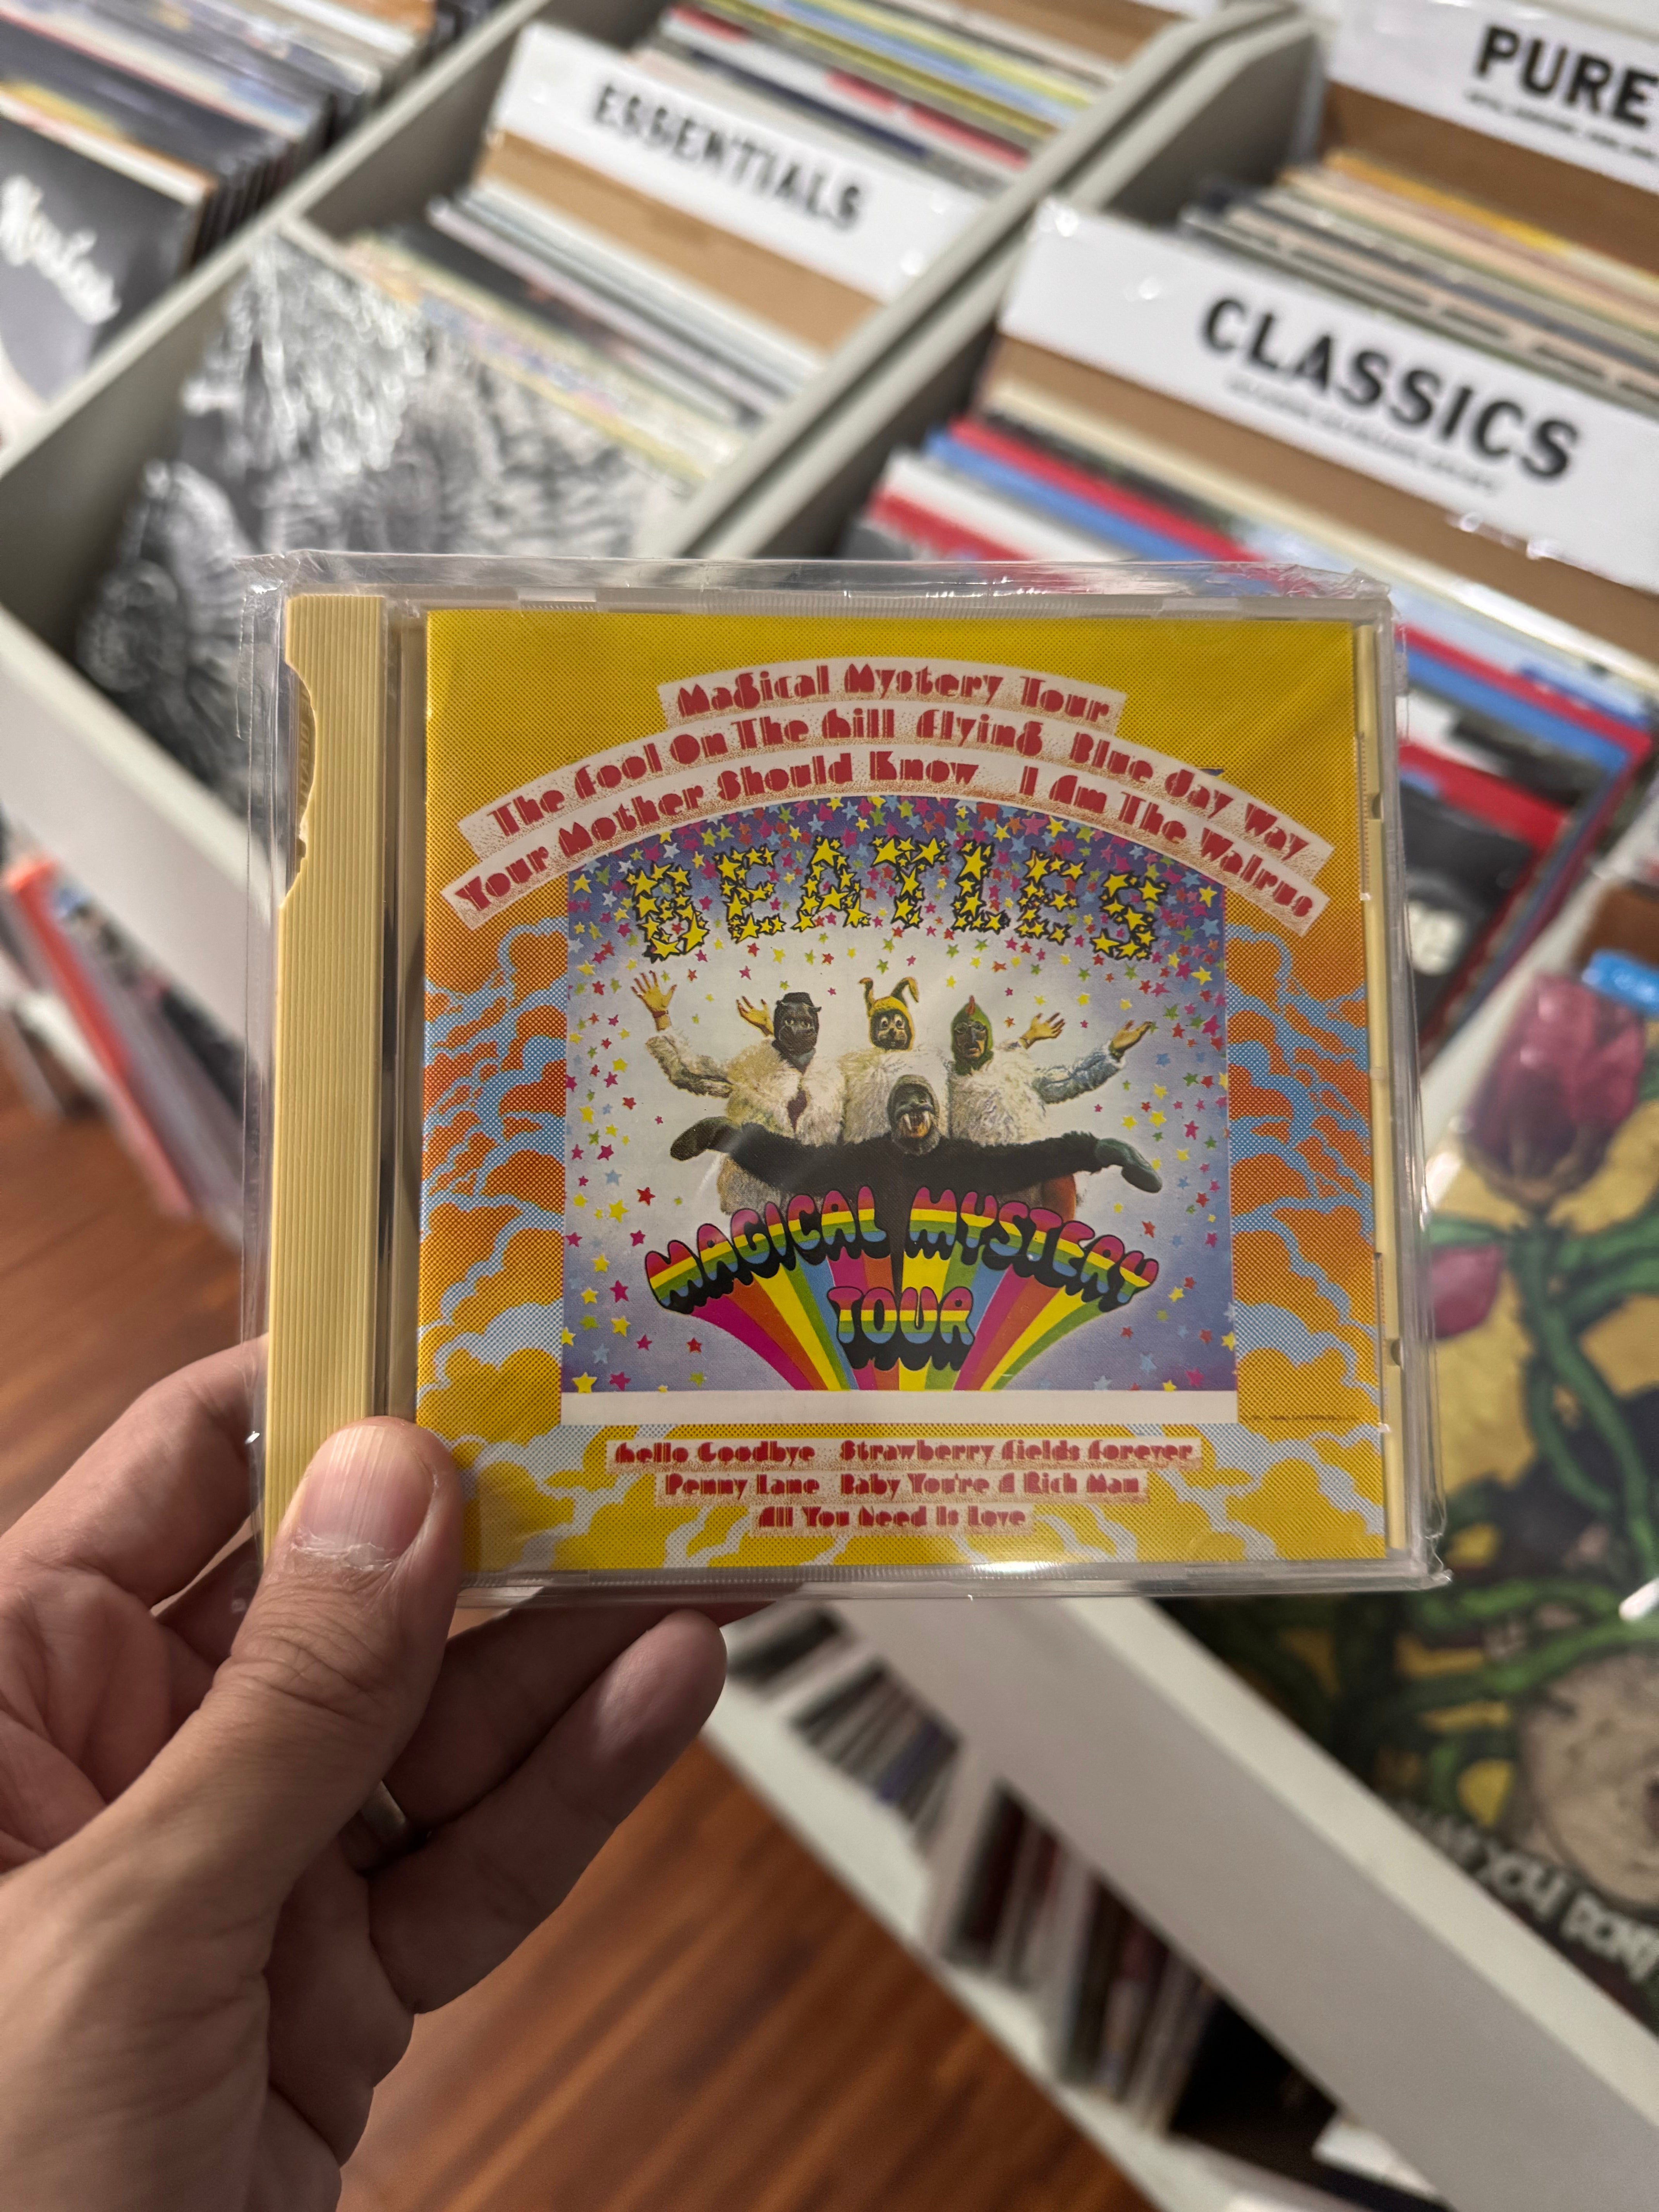 ESSENTIALS
PURE
CLASSICS
Magical Mystery Tour
The Fool On The Hill Flying Blue Jay Way
Your Mother Should Know I Am The Walrus
BEATLES
MAGICAL MYSTERY
TOUR
Hello Goodbye Strawberry Fields Forever
Penny Lane Baby You're A Rich Man
All You Need Is Love
YOU DON'T